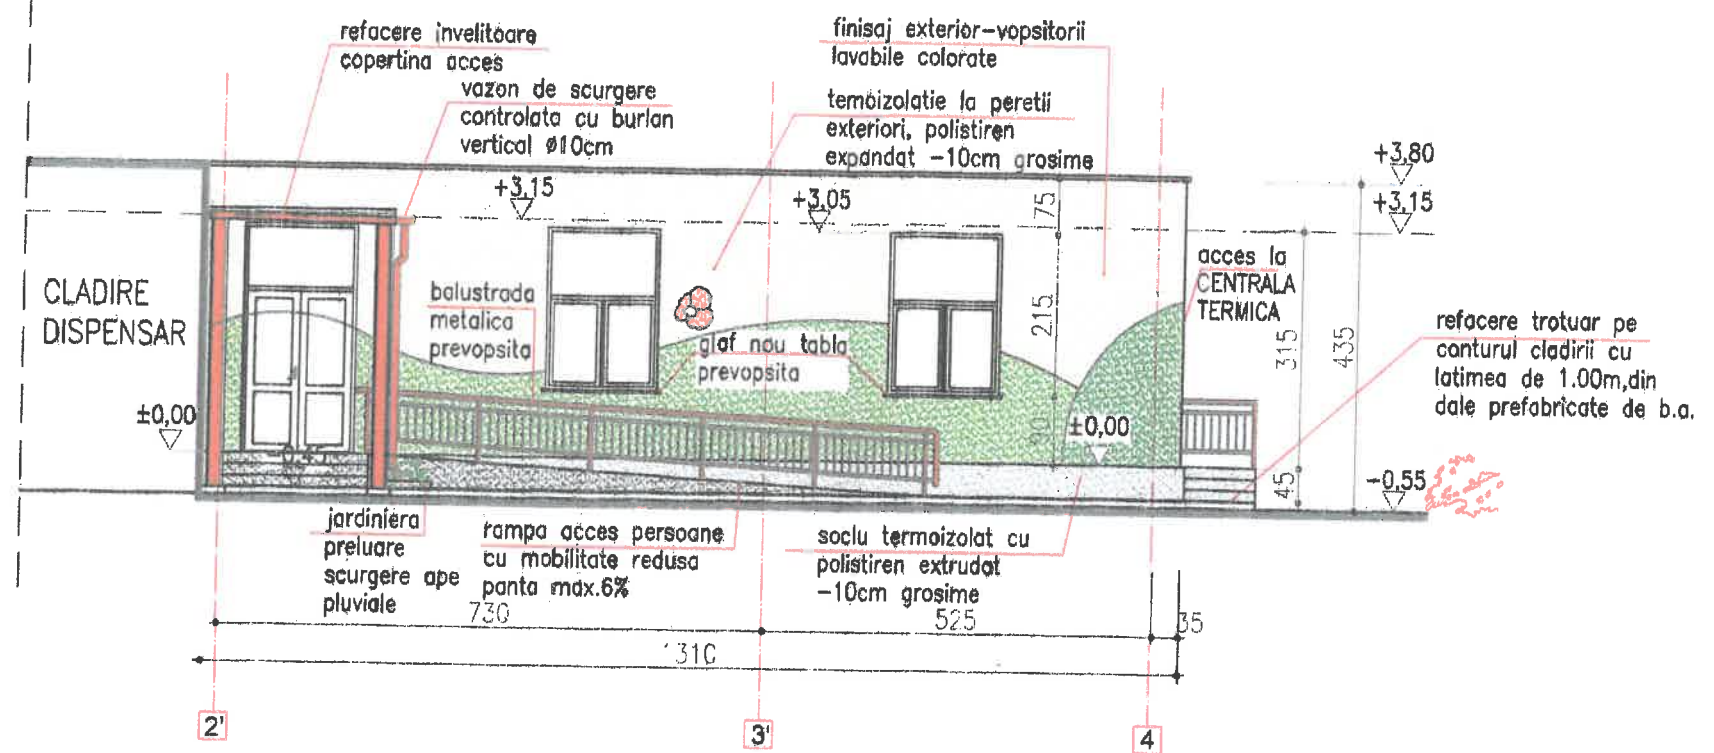 refacere invelitoare
copertina acces
vazon de scurgere
controlata cu burlan
vertical ø10cm
finisaj exterior-vopsitorii
lavabile colorate
temoizolatie la peretii
exteriori, polistiren
expandat -10cm grosime
+3,80
+3,15
+3,15
+3,05
75
CLADIRE
DISPENSAR
balustrada
metalica
prevopsita
glaf nou tabla
prevopsita
215
acces la
CENTRALA
TERMICA
315
435
refacere trotuar pe
conturul cladirii cu
latimea de 1.00m,din
dale prefabricate de b.a.
±0,00
90
±0,00
45
-0,55
jardiniera
preluare
scurgere ape
pluviale
rampa acces persoane
cu mobilitate redusa
panta max.6%
soclu termoizolat cu
polistiren extrudat
-10cm grosime
730
525
35
1310
2'
3'
4